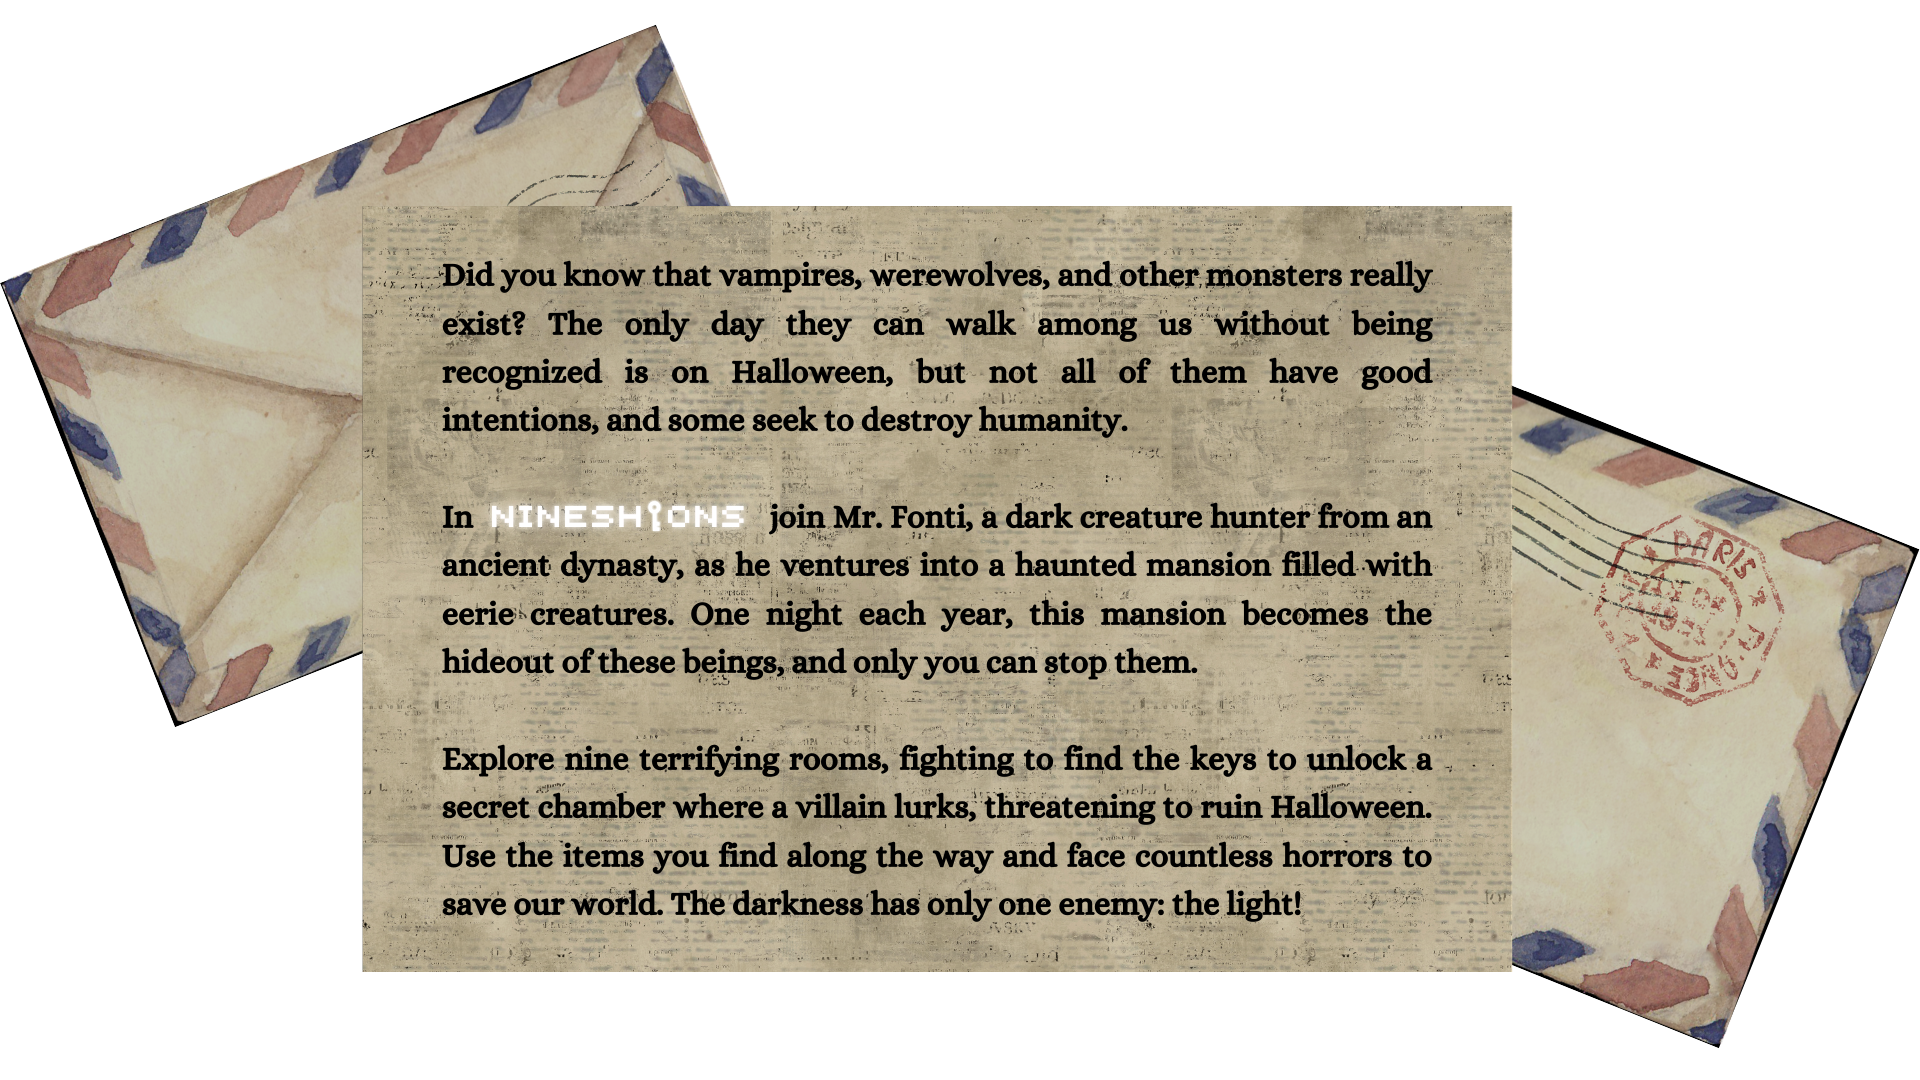 Did you know that vampires, werewolves, and other monsters really
exist? The only day they can walk among us without being
recognized is on Halloween, but not all of them have good
intentions, and some seek to destroy humanity.
In NINESHIONS join Mr. Fonti, a dark creature hunter from an
ancient dynasty, as he ventures into a haunted mansion filled with
eerie creatures. One night each year, this mansion becomes the
hideout of these beings, and only you can stop them.
Explore nine terrifying rooms, fighting to find the keys to unlock a
secret chamber where a villain lurks, threatening to ruin Halloween.
Use the items you find along the way and face countless horrors to
save our world. The darkness has only one enemy: the light!
PARIS